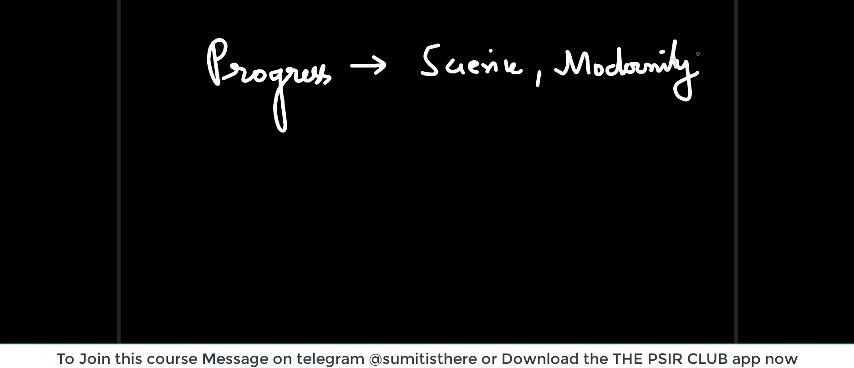 Progress → Science, Modernity
To Join this course Message on telegram @sumitisthere or Download the THE PSIR CLUB app now